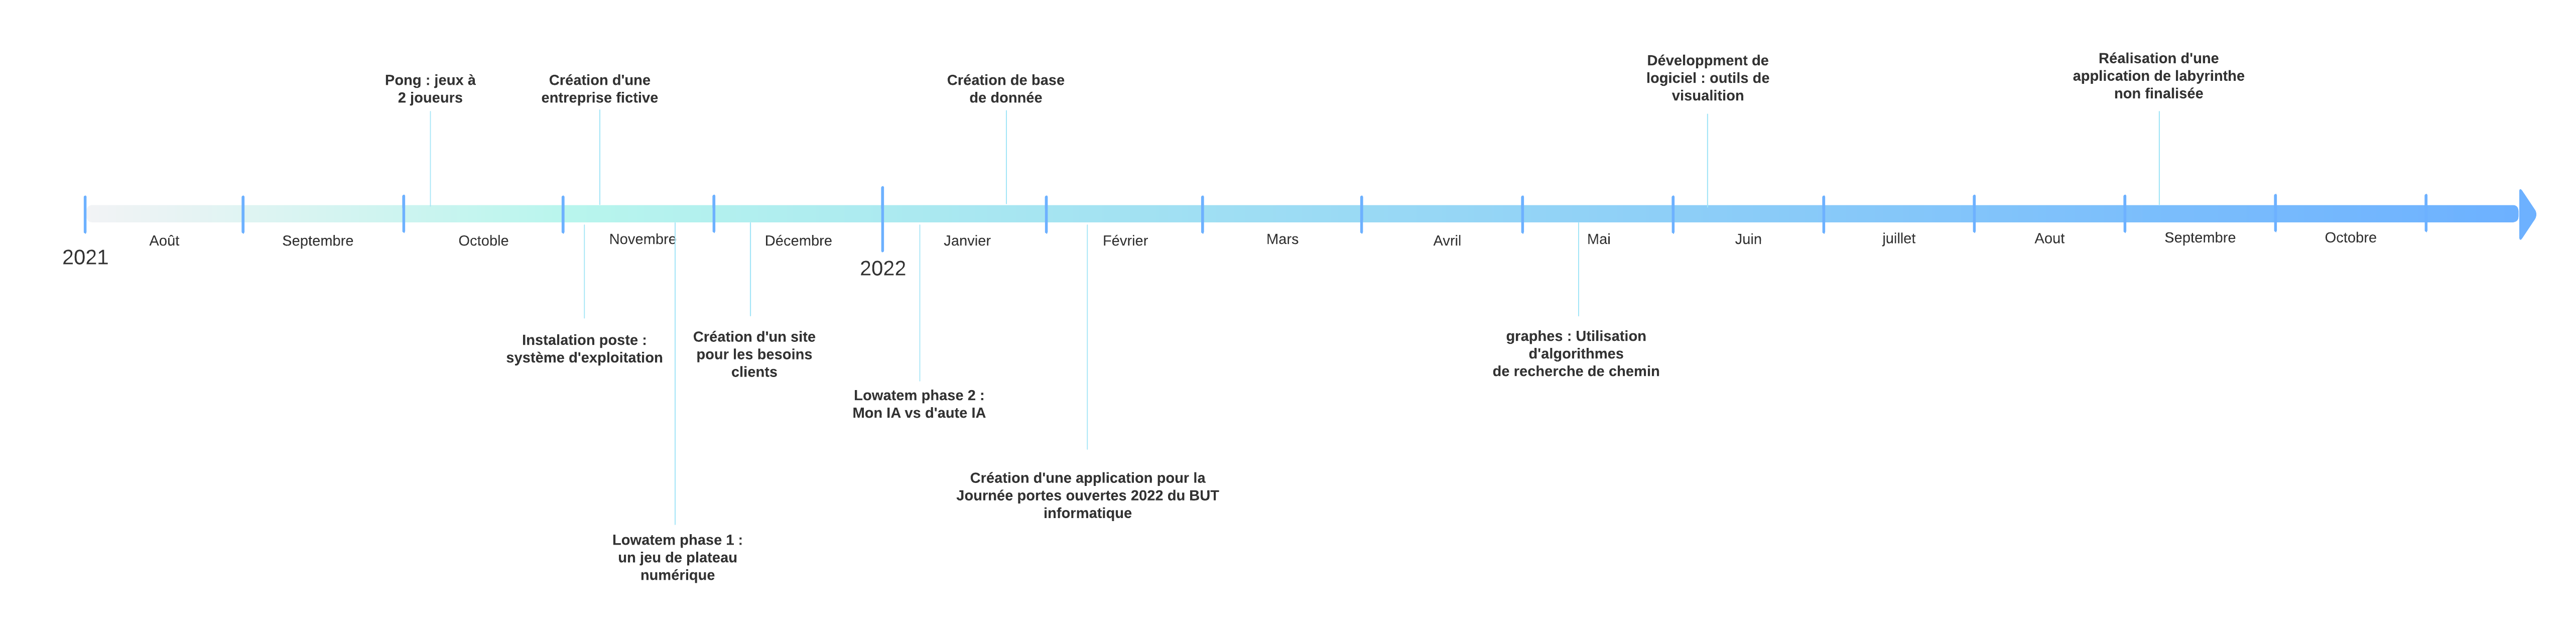 Pong : jeux à
2 joueurs
Création d'une
entreprise fictive
Création de base
de donnée
Développment de
logiciel : outils de
visualition
Réalisation d'une
application de labyrinthe
non finalisée
2021
Août
Septembre
Octoble
Novembre
Décembre
2022
Janvier
Février
Mars
Avril
Mai
Juin
juillet
Aout
Septembre
Octobre
Instalation poste :
système d'exploitation
Création d'un site
pour les besoins
clients
Lowatem phase 2 :
Mon IA vs d'aute IA
graphes : Utilisation
d'algorithmes
de recherche de chemin
Création d'une application pour la
Journée portes ouvertes 2022 du BUT
informatique
Lowatem phase 1 :
un jeu de plateau
numérique